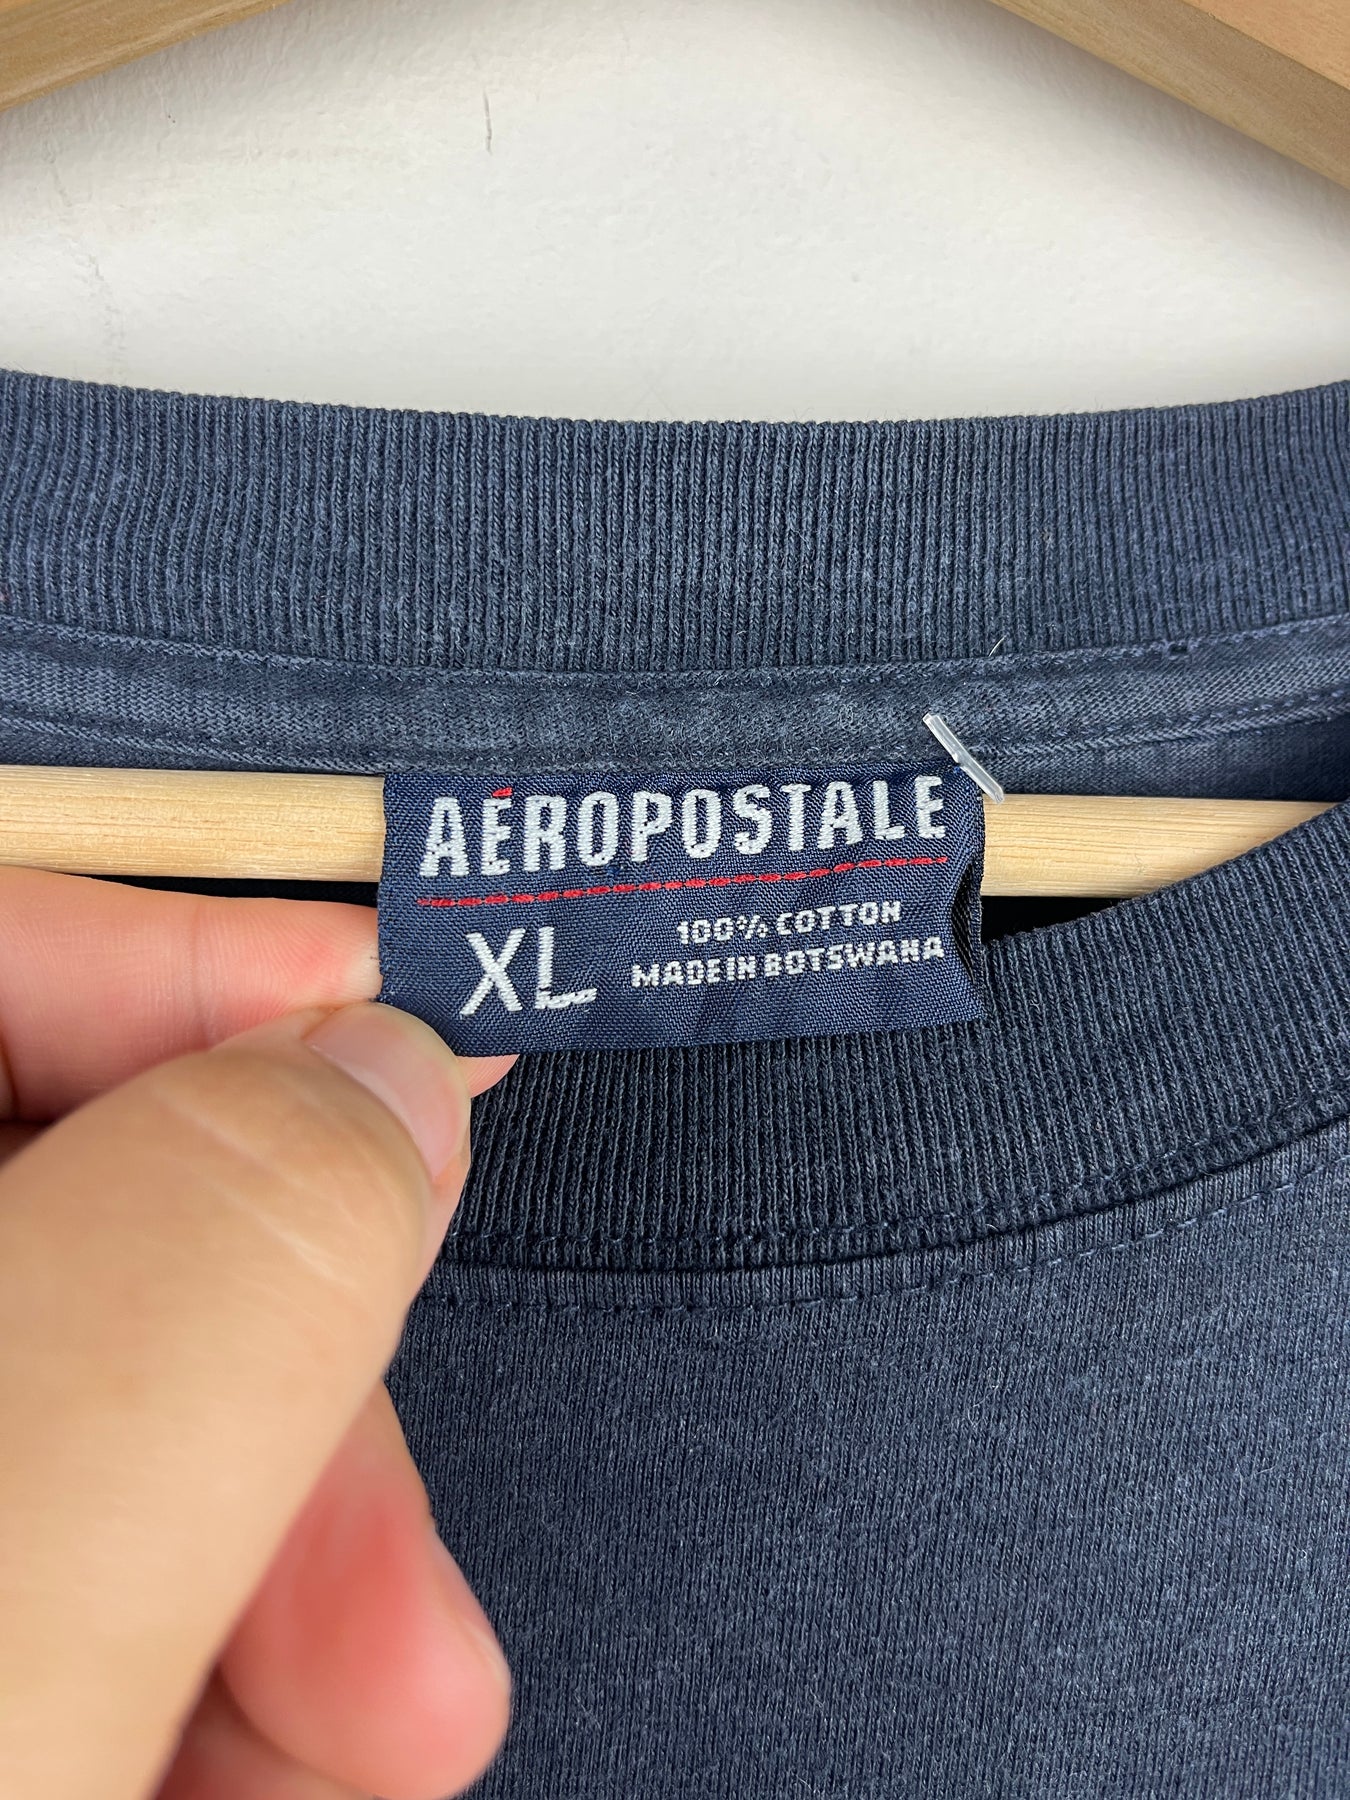 AÉROPOSTALE
XL
100% COTTON
MADE IN BOTSWANA